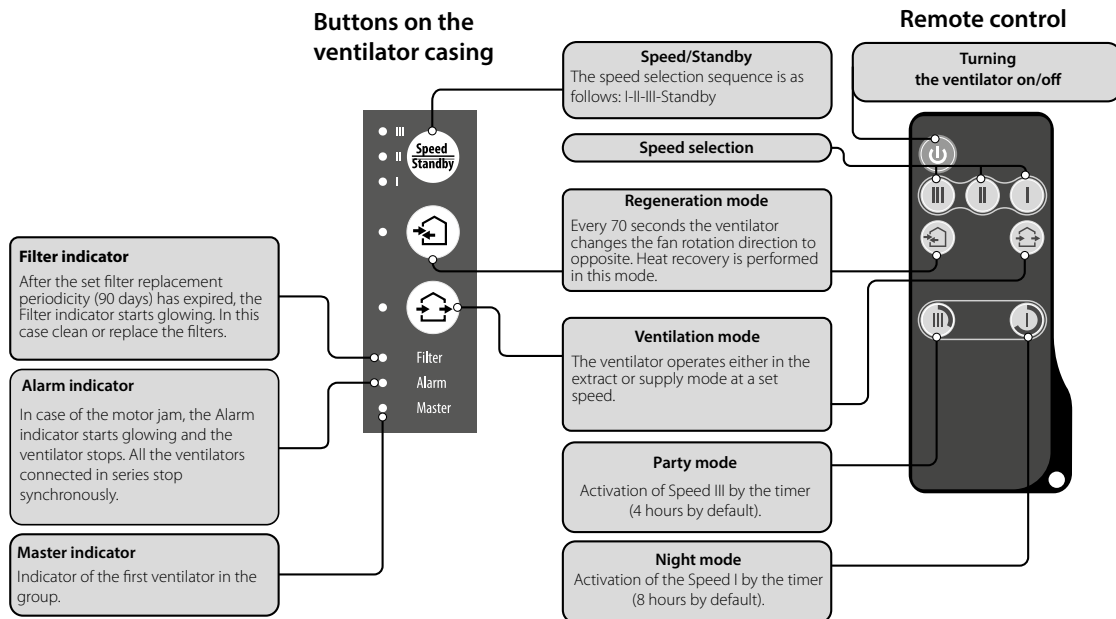 Buttons on the
ventilator casing
Remote control
Speed/Standby
The speed selection sequence is as
follows: I-II-III-Standby
Turning
the ventilator on/off
III
II
I
Speed
Standby
Speed selection
III
II
I
Regeneration mode
Every 70 seconds the ventilator
changes the fan rotation direction to
opposite. Heat recovery is performed
in this mode.
Filter indicator
After the set filter replacement
periodicity (90 days) has expired, the
Filter indicator starts glowing. In this
case clean or replace the filters.
Ventilation mode
The ventilator operates either in the
extract or supply mode at a set
speed.
III
I
Filter
Alarm
Master
Alarm indicator
In case of the motor jam, the Alarm
indicator starts glowing and the
ventilator stops. All the ventilators
connected in series stop
synchronously.
Party mode
Activation of Speed III by the timer
(4 hours by default).
Master indicator
Indicator of the first ventilator in the
group.
Night mode
Activation of the Speed I by the timer
(8 hours by default).